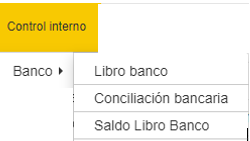 Control interno
Banco
Libro banco
Conciliación bancaria
Saldo Libro Banco